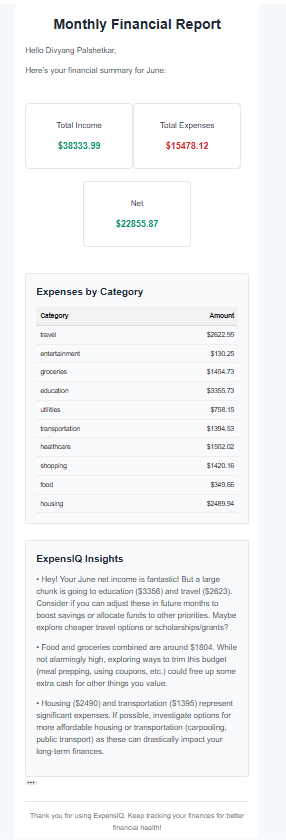 Monthly Financial Report
Hello Divyang Palshetkar,
Here's your financial summary for June:
Total Income
$38333.99
Total Expenses
$15478.12
Net
$22855.87
Expenses by Category
Category Amount
travel $2622.95
entertainment $130.25
groceries $1454.73
education $3355.73
utilities $758.15
transportation $1394.53
healthcare $1502.02
shopping $1420.16
food $349.66
housing $2489.94
ExpensIQ Insights
• Hey! Your June net income is fantastic! But a large
chunk is going to education ($3356) and travel ($2623).
Consider if you can adjust these in future months to
boost savings or allocate funds to other priorities. Maybe
explore cheaper travel options or scholarships/grants?
• Food and groceries combined are around $1804. While
not alarmingly high, exploring ways to trim this budget
(meal prepping, using coupons, etc.) could free up some
extra cash for other things you value.
• Housing ($2490) and transportation ($1395) represent
significant expenses. If possible, investigate options for
more affordable housing or transportation (carpooling,
public transport) as these can drastically impact your
long-term finances.
Thank you for using ExpensIQ. Keep tracking your finances for better
financial health!